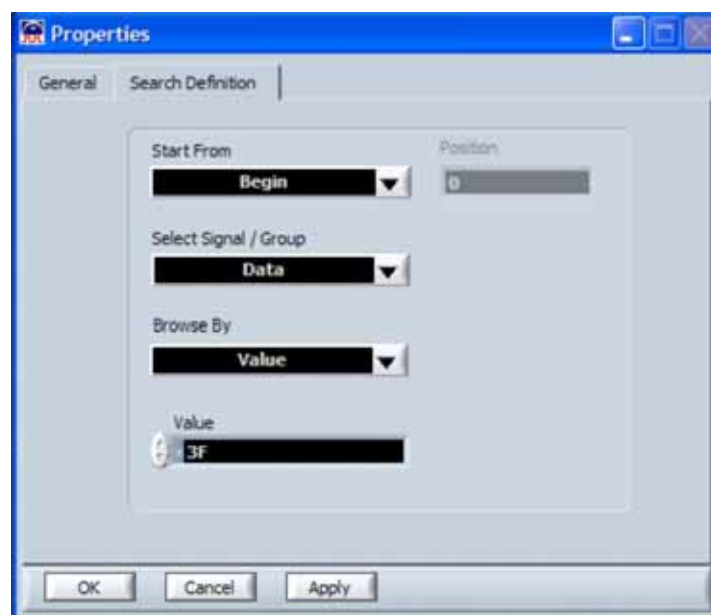 Properties
General Search Definition
Start From Position
Begin 0
Select Signal / Group
Data
Browse By
Value
Value
3F
OK Cancel Apply